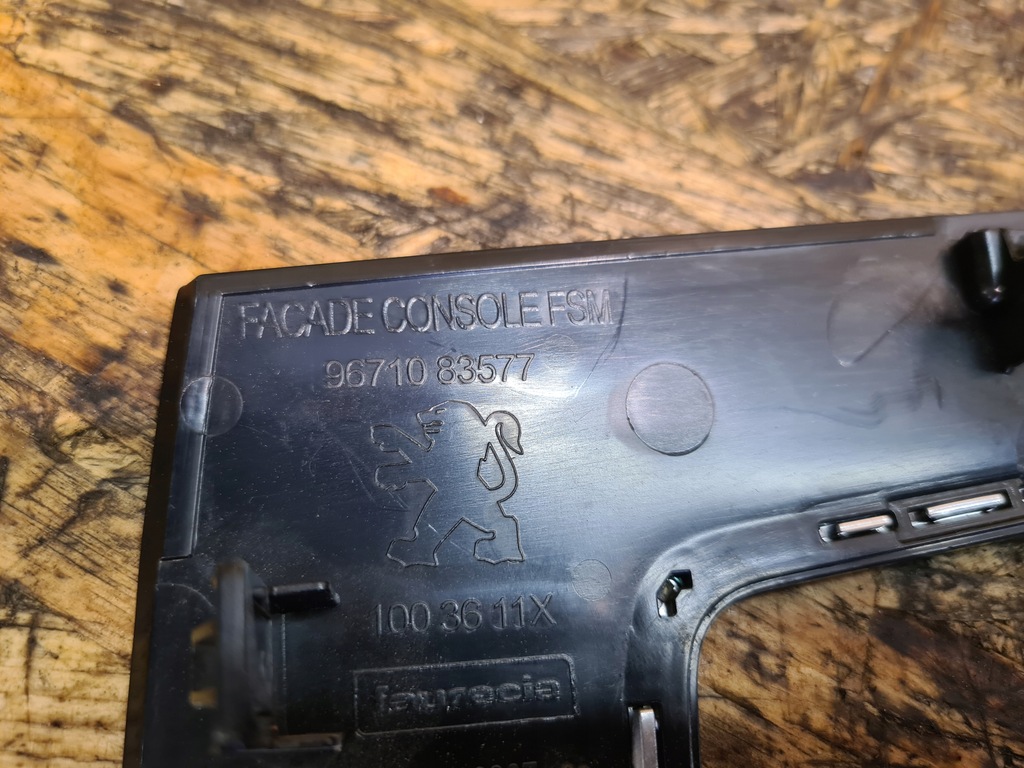 FACADE CONSOLE FSM
96710 83577
100 36 11X
faurecia